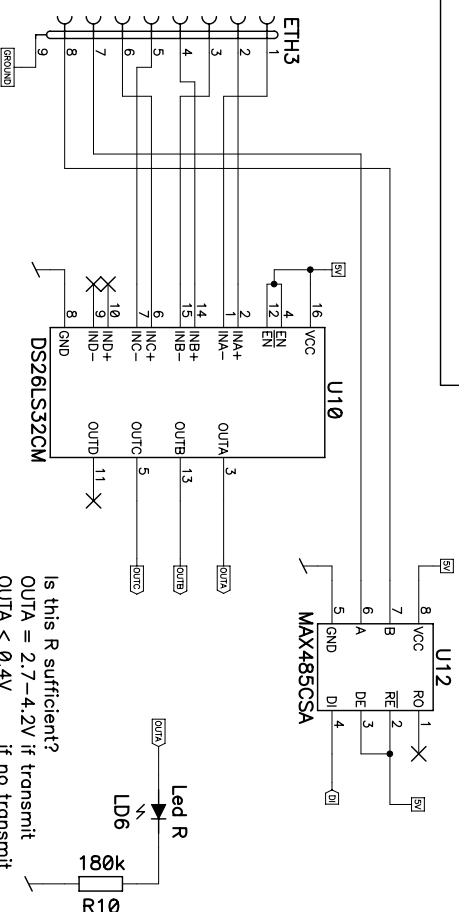 ETH3
1
2
3
4
5
6
7
8
9
GROUND
5V
U10
16 VCC
4 EN
12 E̅N̅
2 INA+
1 INA-
14 INB+
15 INB-
6 INC+
7 INC-
10 IND+
9 IND-
8 GND
OUTA 3
OUTB 13
OUTC 5
OUTD 11
DS26LS32CM
OUTA
OUTB
OUTC
5V
U12
8 VCC
7 B
6 A
5 GND
RO 1
R̅E̅ 2
DE 3
DI 4
MAX485CSA
5V
DI
OUTA
Led R
LD6
180k
R10
Is this R sufficient?
OUTA = 2.7-4.2V if transmit
OUTA < 0.4V if no transmit